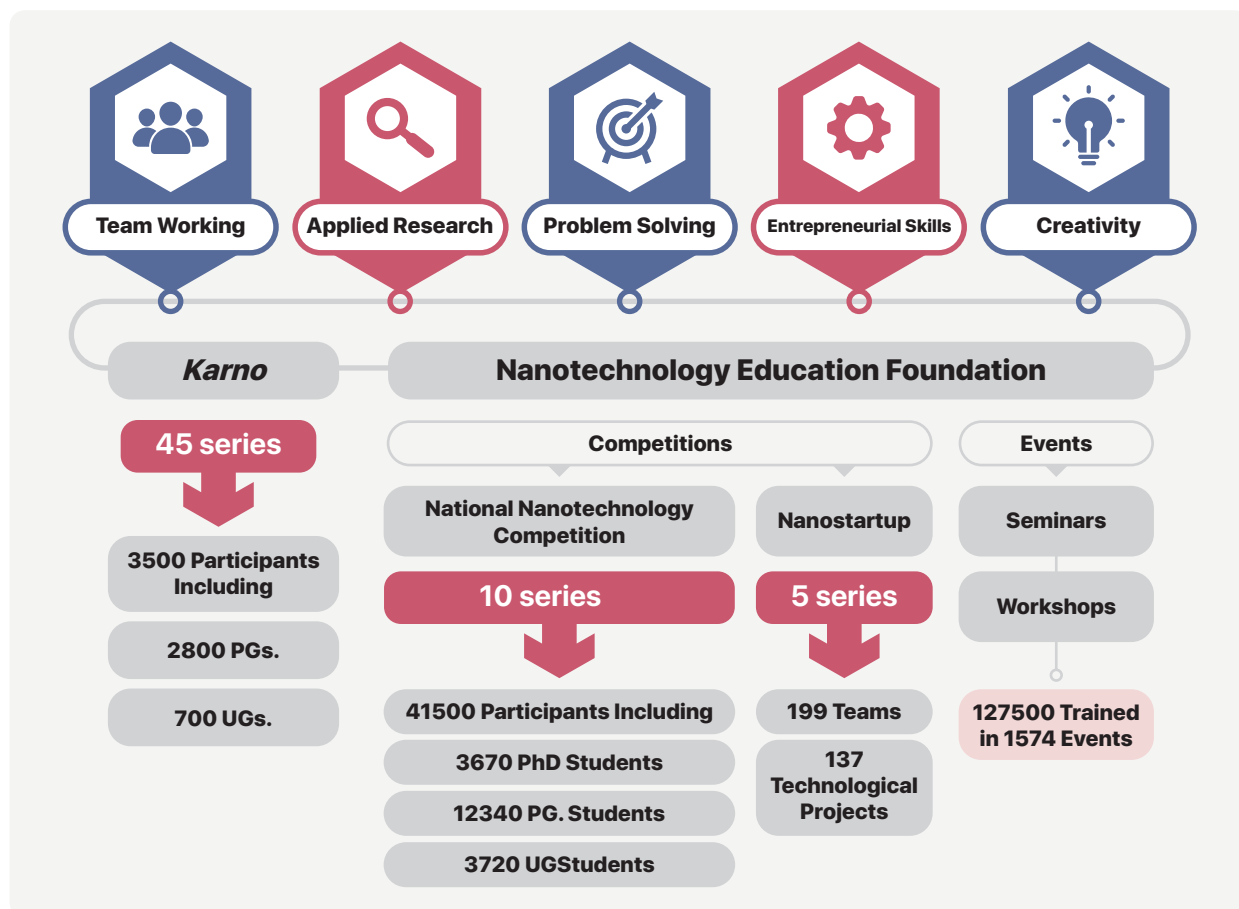 Team Working
Applied Research
Problem Solving
Entrepreneurial Skills
Creativity
Karno
Nanotechnology Education Foundation
45 series
3500 Participants
Including
2800 PGs.
700 UGs.
Competitions
National Nanotechnology
Competition
10 series
41500 Participants Including
3670 PhD Students
12340 PG. Students
3720 UGStudents
Nanostartup
5 series
199 Teams
137
Technological
Projects
Events
Seminars
Workshops
127500 Trained
in 1574 Events